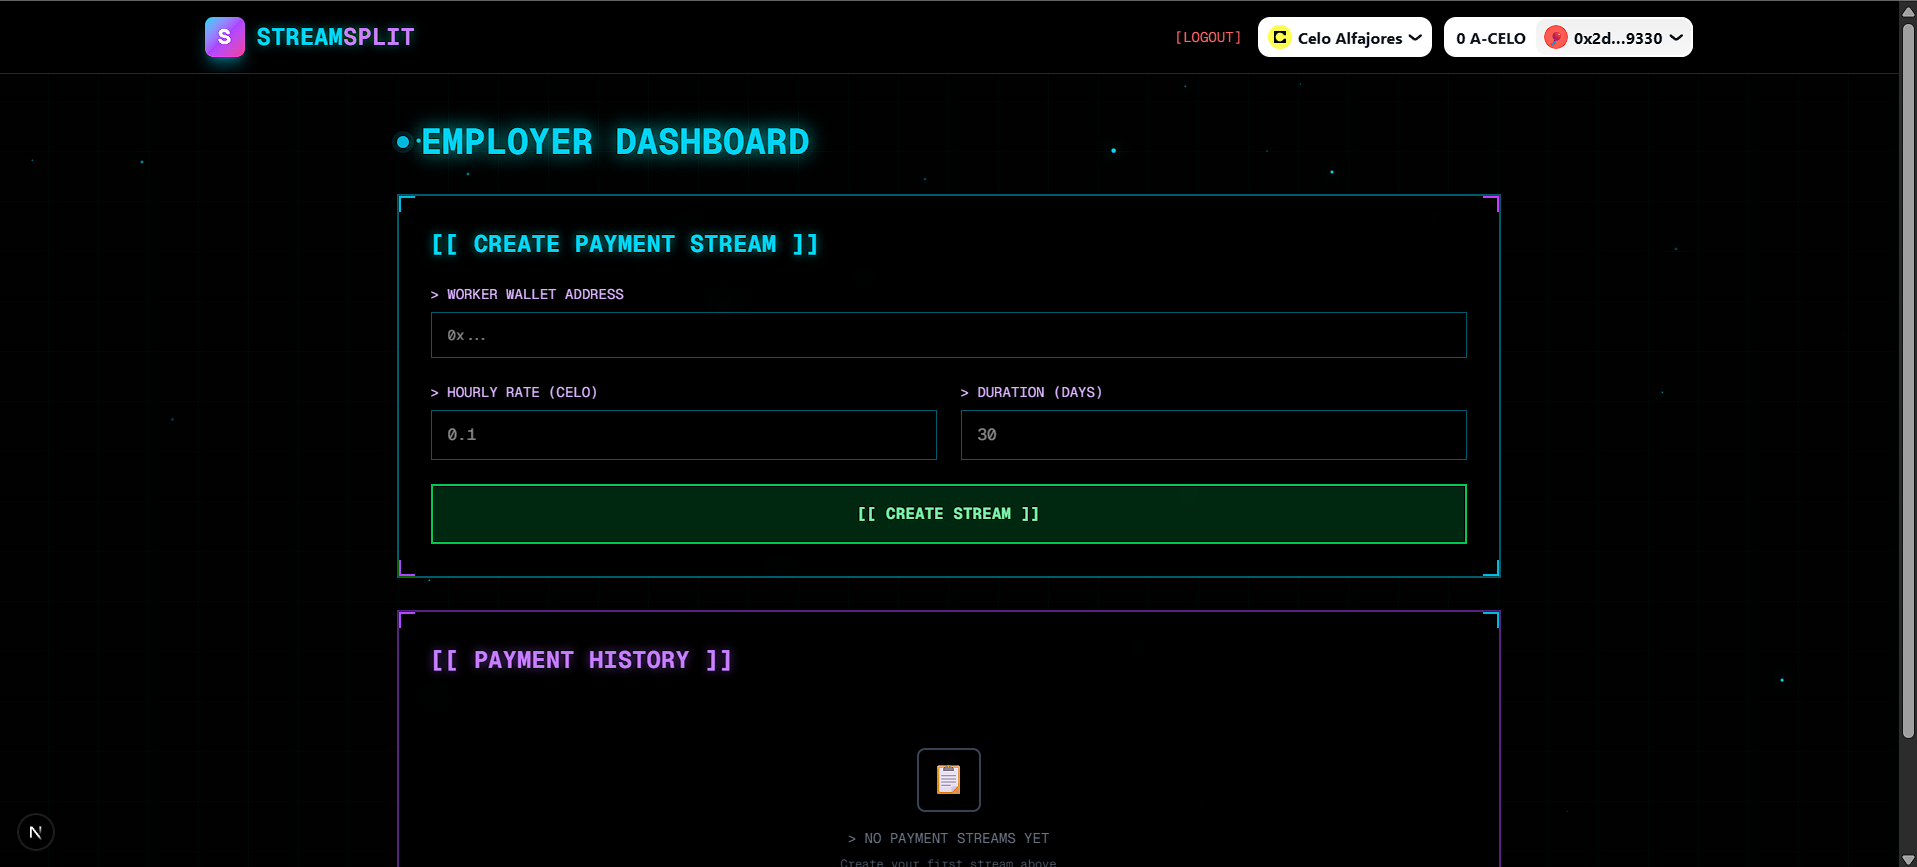 S STREAMSPLIT
[LOGOUT]
Celo Alfajores
0 A-CELO 0x2d...9330
EMPLOYER DASHBOARD
[[ CREATE PAYMENT STREAM ]]
> WORKER WALLET ADDRESS
0x...
> HOURLY RATE (CELO)
0.1
> DURATION (DAYS)
30
[[ CREATE STREAM ]]
[[ PAYMENT HISTORY ]]
> NO PAYMENT STREAMS YET
Create your first stream above
N